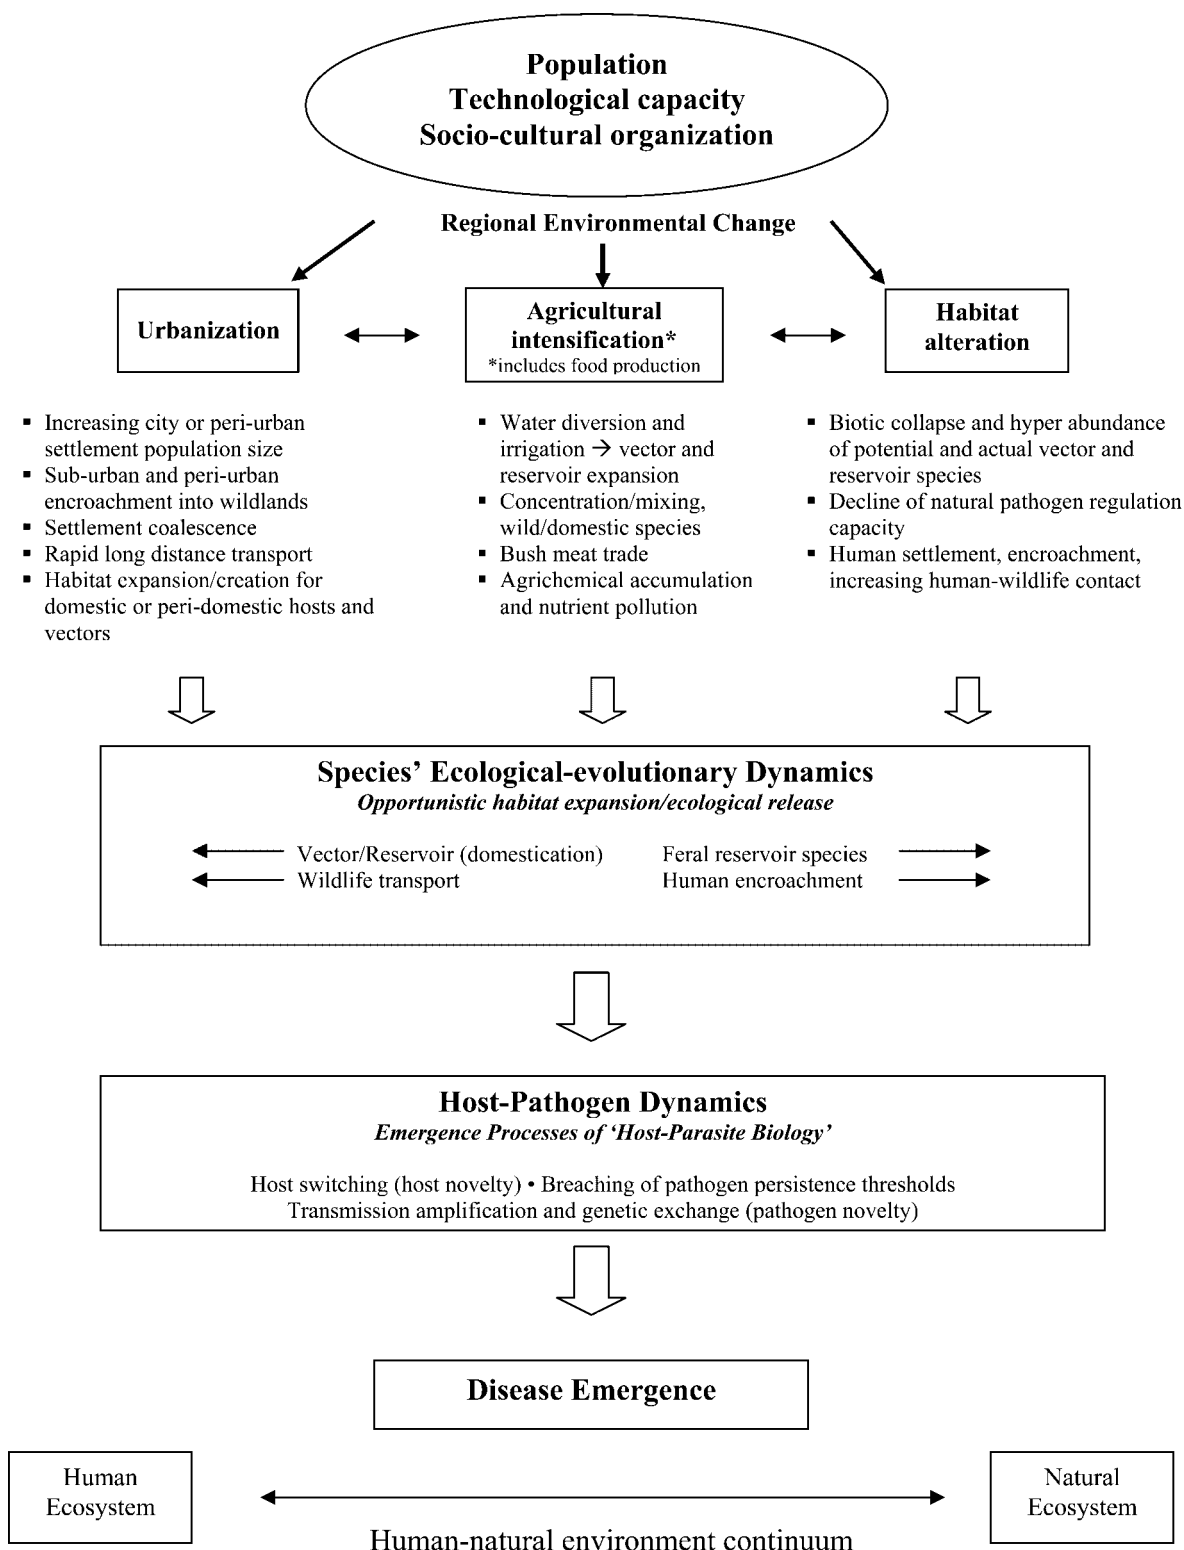 Population
Technological capacity
Socio-cultural organization
Regional Environmental Change
Urbanization
Agricultural
intensification*
*includes food production
Habitat
alteration
▪ Increasing city or peri-urban
settlement population size
▪ Sub-urban and peri-urban
encroachment into wildlands
▪ Settlement coalescence
▪ Rapid long distance transport
▪ Habitat expansion/creation for
domestic or peri-domestic hosts and
vectors
▪ Water diversion and
irrigation → vector and
reservoir expansion
▪ Concentration/mixing,
wild/domestic species
▪ Bush meat trade
▪ Agrichemical accumulation
and nutrient pollution
▪ Biotic collapse and hyper abundance
of potential and actual vector and
reservoir species
▪ Decline of natural pathogen regulation
capacity
▪ Human settlement, encroachment,
increasing human-wildlife contact
Species’ Ecological-evolutionary Dynamics
Opportunistic habitat expansion/ecological release
Vector/Reservoir (domestication)
Wildlife transport
Feral reservoir species
Human encroachment
Host-Pathogen Dynamics
Emergence Processes of ‘Host-Parasite Biology’
Host switching (host novelty) • Breaching of pathogen persistence thresholds
Transmission amplification and genetic exchange (pathogen novelty)
Disease Emergence
Human
Ecosystem
Natural
Ecosystem
Human-natural environment continuum